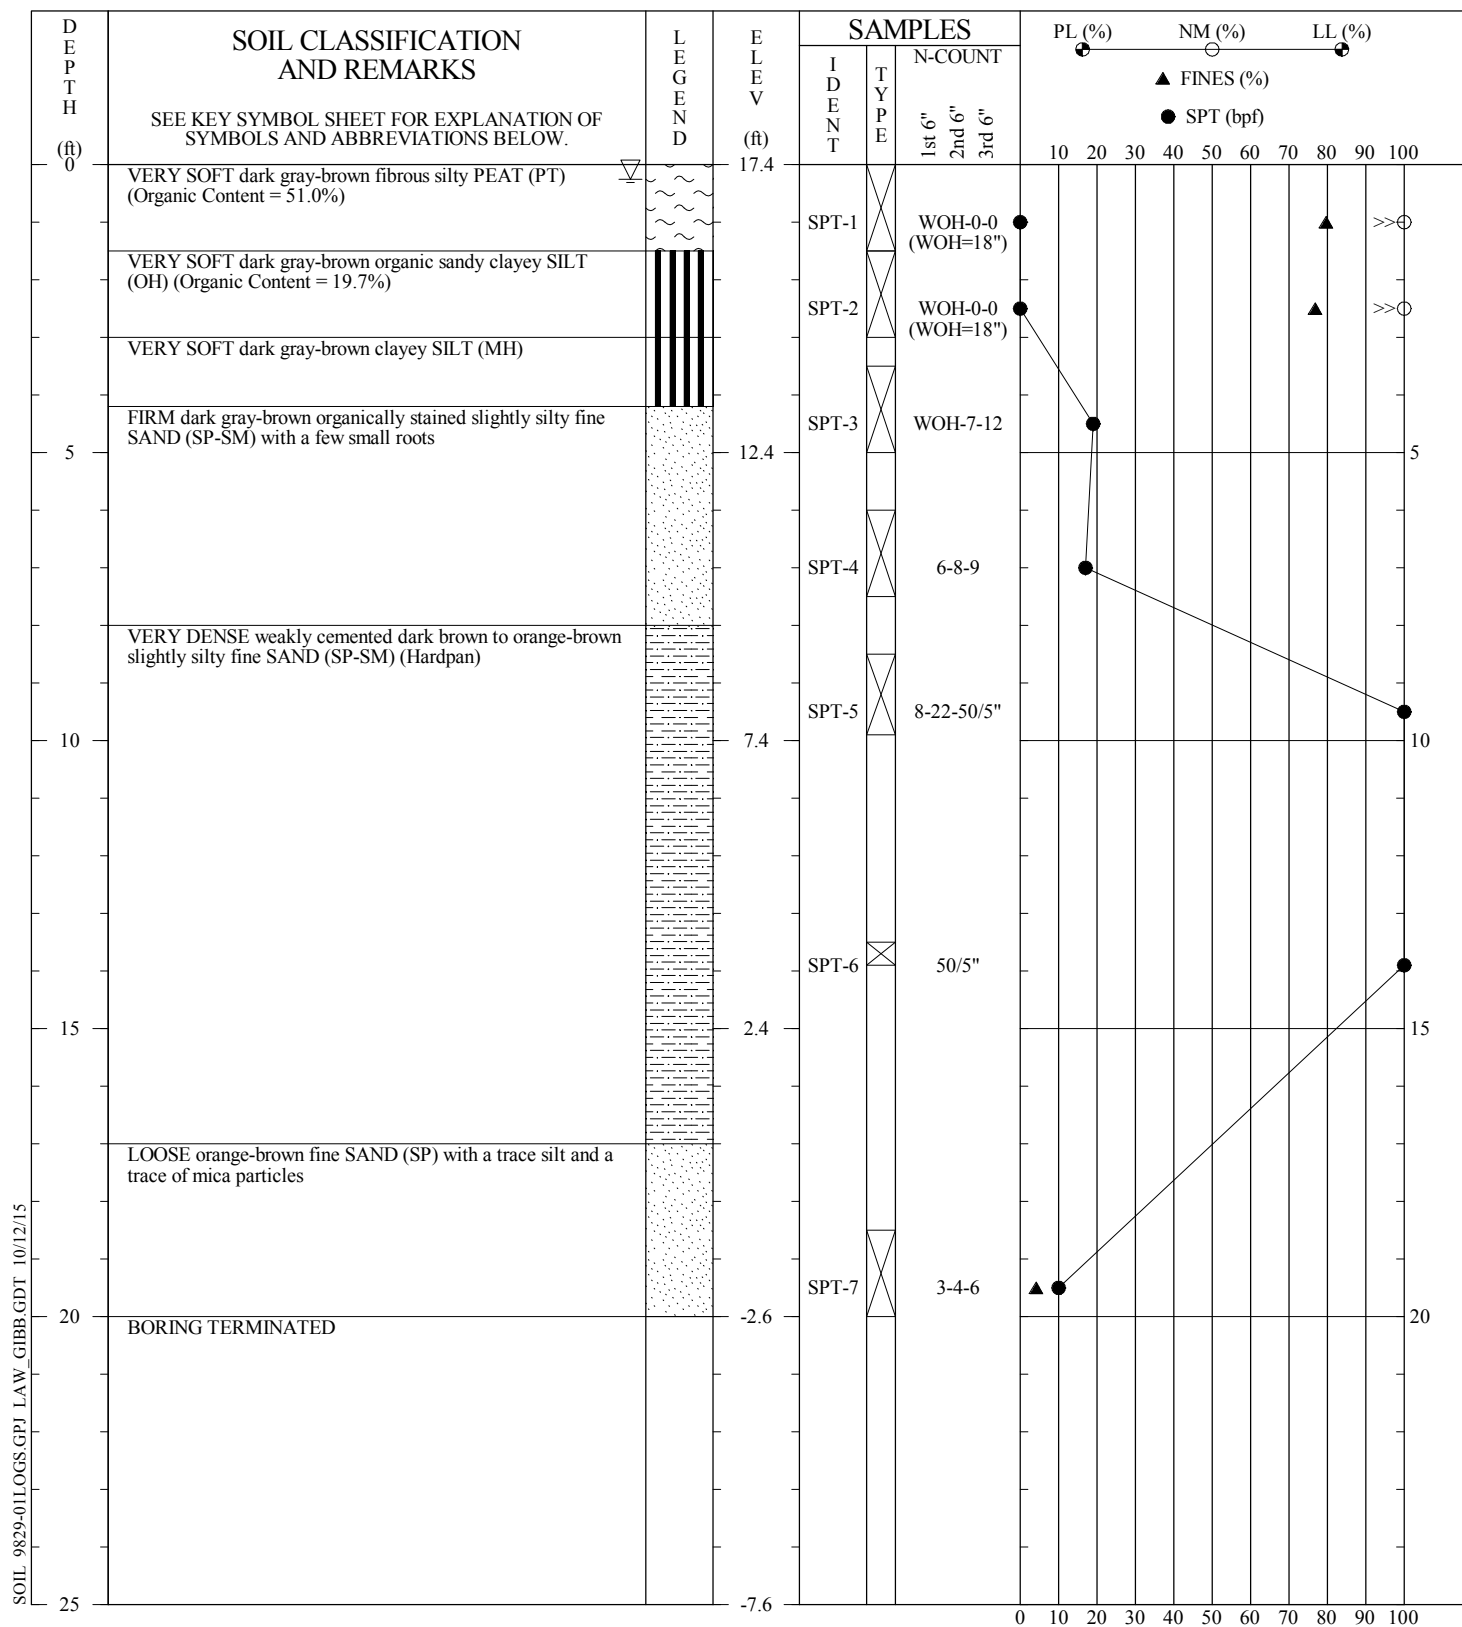 DEPTH
(ft)
SOIL CLASSIFICATION
AND REMARKS
SEE KEY SYMBOL SHEET FOR EXPLANATION OF
SYMBOLS AND ABBREVIATIONS BELOW.
LEGEND
ELEV
(ft)
SAMPLES
IDENT
TYPE
N-COUNT
1st 6"
2nd 6"
3rd 6"
PL (%) NM (%) LL (%)
▲ FINES (%)
● SPT (bpf)
10 20 30 40 50 60 70 80 90 100
0
17.4
VERY SOFT dark gray-brown fibrous silty PEAT (PT)
(Organic Content = 51.0%)
SPT-1
WOH-0-0
(WOH=18")
>>
VERY SOFT dark gray-brown organic sandy clayey SILT
(OH) (Organic Content = 19.7%)
SPT-2
WOH-0-0
(WOH=18")
>>
VERY SOFT dark gray-brown clayey SILT (MH)
FIRM dark gray-brown organically stained slightly silty fine
SAND (SP-SM) with a few small roots
SPT-3
WOH-7-12
5
12.4
5
SPT-4
6-8-9
VERY DENSE weakly cemented dark brown to orange-brown
slightly silty fine SAND (SP-SM) (Hardpan)
SPT-5
8-22-50/5"
10
7.4
10
SPT-6
50/5"
15
2.4
15
LOOSE orange-brown fine SAND (SP) with a trace silt and a
trace of mica particles
SPT-7
3-4-6
20
-2.6
20
BORING TERMINATED
25
-7.6
0 10 20 30 40 50 60 70 80 90 100
SOIL 9829-01LOGS.GPJ LAW_GIBB.GDT 10/12/15